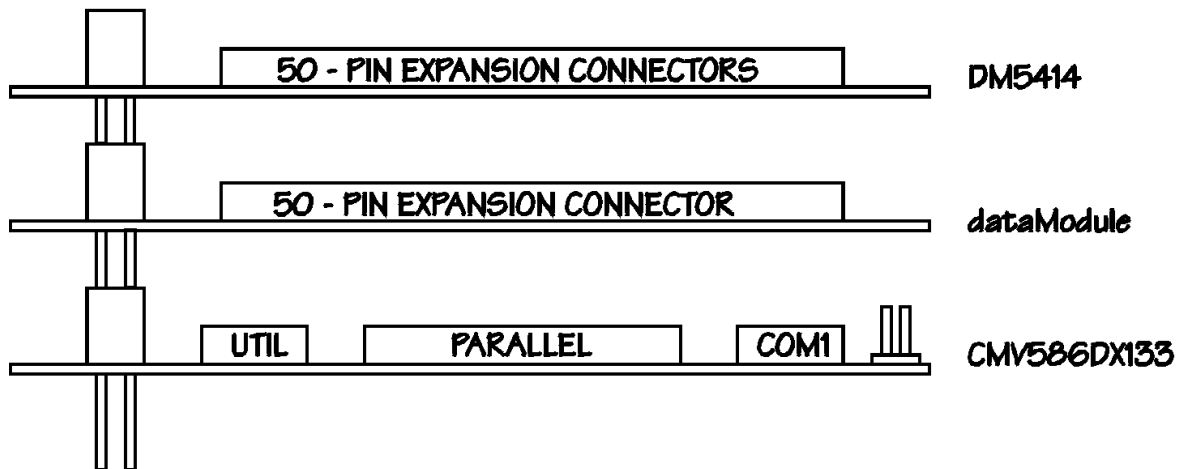 50 - PIN EXPANSION CONNECTORS DM5414
50 - PIN EXPANSION CONNECTOR dataModule
UTIL PARALLEL COM1 CMV586DX133